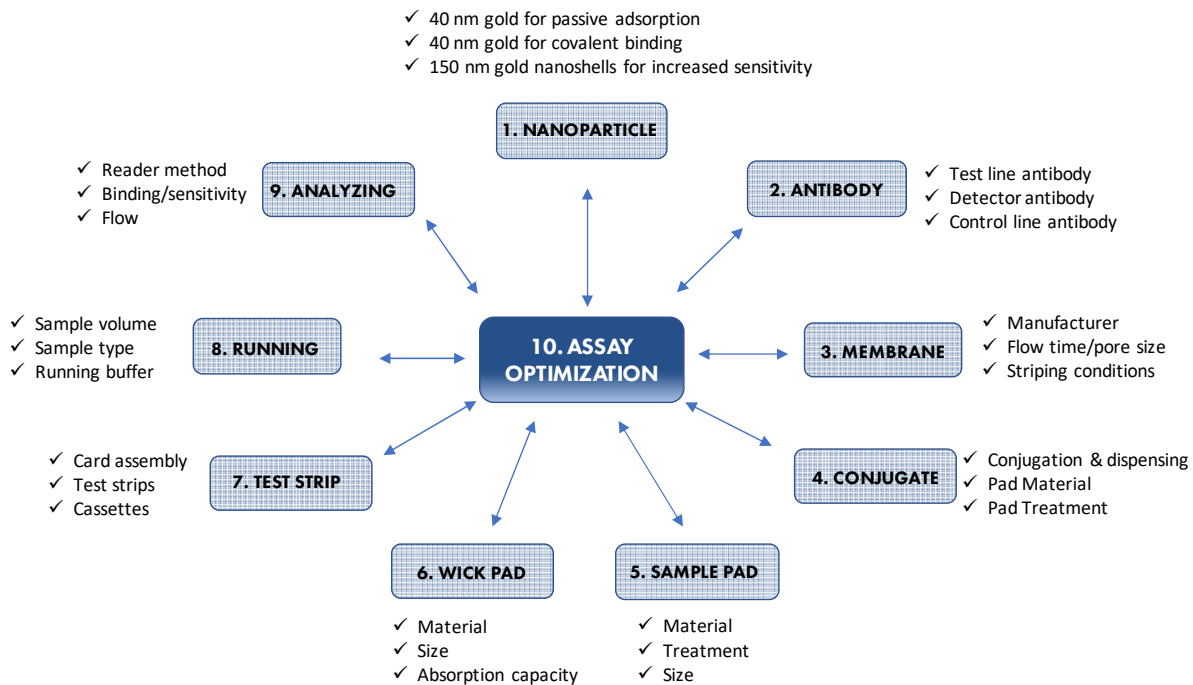 ✓ 40 nm gold for passive adsorption
✓ 40 nm gold for covalent binding
✓ 150 nm gold nanoshells for increased sensitivity
1. NANOPARTICLE
2. ANTIBODY
✓ Test line antibody
✓ Detector antibody
✓ Control line antibody
3. MEMBRANE
✓ Manufacturer
✓ Flow time/pore size
✓ Striping conditions
4. CONJUGATE
✓ Conjugation & dispensing
✓ Pad Material
✓ Pad Treatment
5. SAMPLE PAD
✓ Material
✓ Treatment
✓ Size
6. WICK PAD
✓ Material
✓ Size
✓ Absorption capacity
7. TEST STRIP
✓ Card assembly
✓ Test strips
✓ Cassettes
8. RUNNING
✓ Sample volume
✓ Sample type
✓ Running buffer
9. ANALYZING
✓ Reader method
✓ Binding/sensitivity
✓ Flow
10. ASSAY
OPTIMIZATION